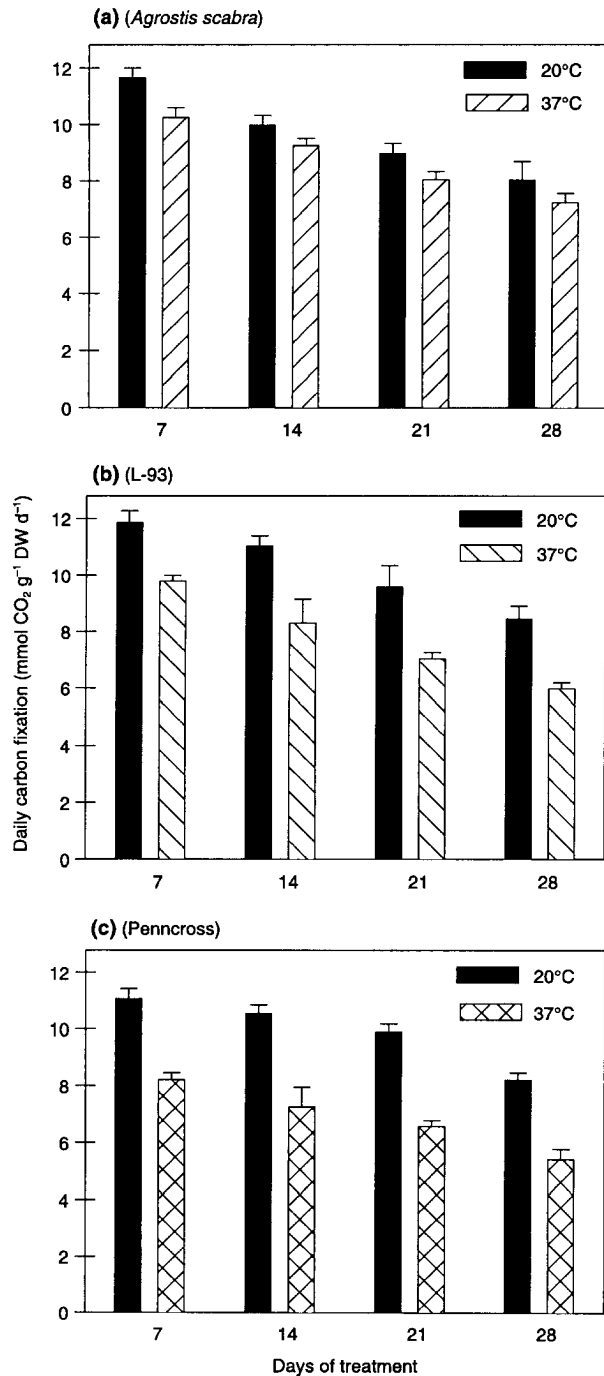 (a) (Agrostis scabra)
20°C
37°C
12
10
8
6
4
2
0
7 14 21 28
(b) (L-93)
20°C
37°C
12
10
8
6
4
2
0
7 14 21 28
Daily carbon fixation (mmol CO₂ g⁻¹ DW d⁻¹)
(c) (Penncross)
20°C
37°C
12
10
8
6
4
2
0
7 14 21 28
Days of treatment